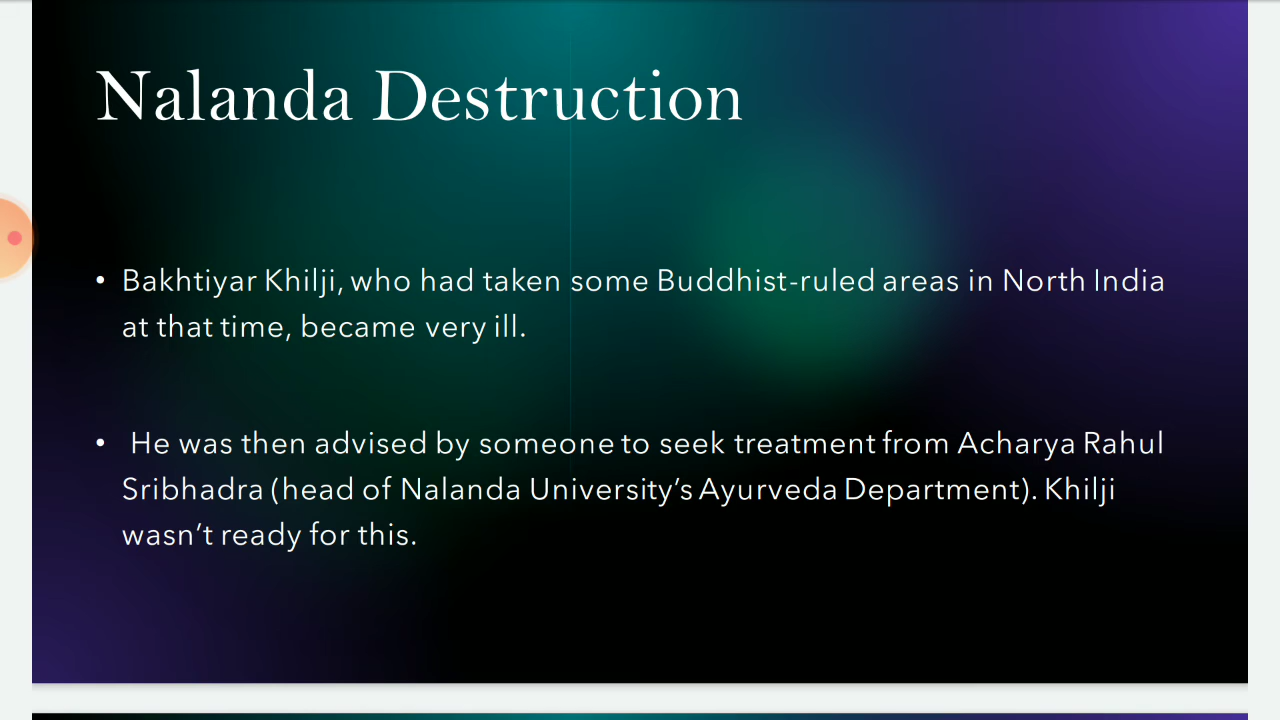 Nalanda Destruction
• Bakhtiyar Khilji, who had taken some Buddhist-ruled areas in North India
at that time, became very ill.
• He was then advised by someone to seek treatment from Acharya Rahul
Sribhadra (head of Nalanda University’s Ayurveda Department). Khilji
wasn’t ready for this.